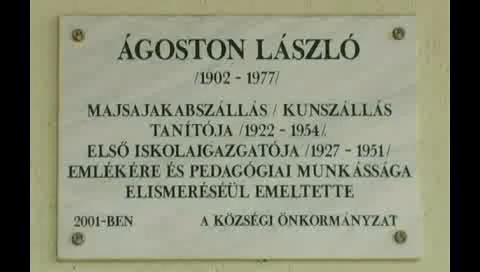 ÁGOSTON LÁSZLÓ
/1902 - 1977/
MAJSAJAKABSZÁLLÁS / KUNSZÁLLÁS
TANÍTÓJA /1922 - 1954/.
ELSŐ ISKOLAIGAZGATÓJA /1927 - 1951/
EMLÉKÉRE ÉS PEDAGÓGIAI MUNKÁSSÁGA
ELISMERÉSÉÜL EMELTETTE
2001-BEN A KÖZSÉGI ÖNKORMÁNYZAT